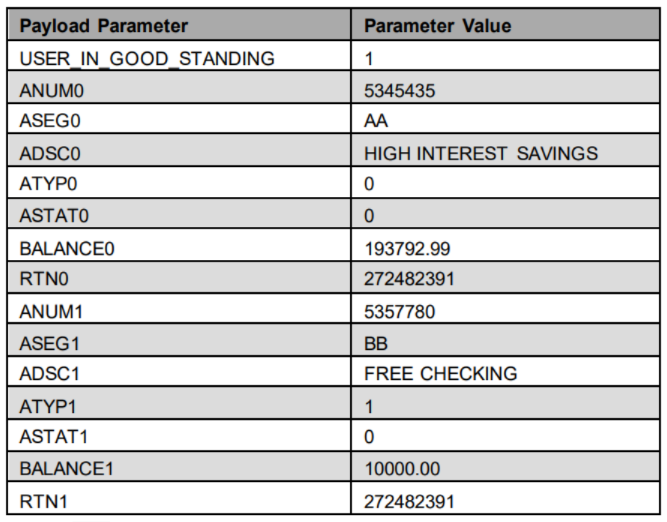 Payload Parameter Parameter Value
USER_IN_GOOD_STANDING 1
ANUM0 5345435
ASEG0 AA
ADSC0 HIGH INTEREST SAVINGS
ATYP0 0
ASTAT0 0
BALANCE0 193792.99
RTN0 272482391
ANUM1 5357780
ASEG1 BB
ADSC1 FREE CHECKING
ATYP1 1
ASTAT1 0
BALANCE1 10000.00
RTN1 272482391